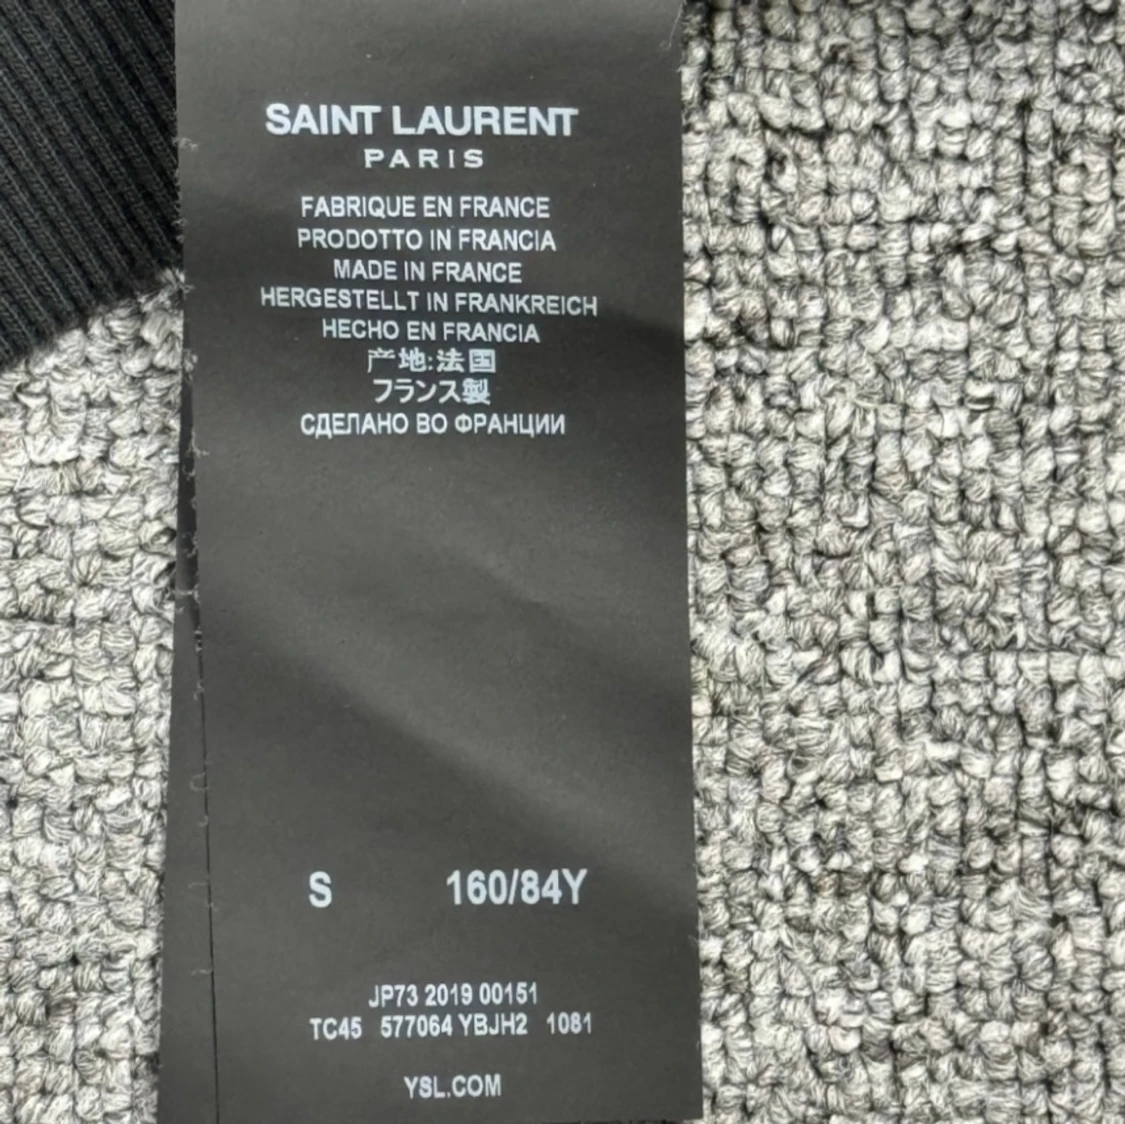 SAINT LAURENT
PARIS
FABRIQUE EN FRANCE
PRODOTTO IN FRANCIA
MADE IN FRANCE
HERGESTELLT IN FRANKREICH
HECHO EN FRANCIA
产地:法国
フランス製
СДЕЛАНО ВО ФРАНЦИИ
S 160/84Y
JP73 2019 00151
TC45 577064 YBJH2 1081
YSL.COM